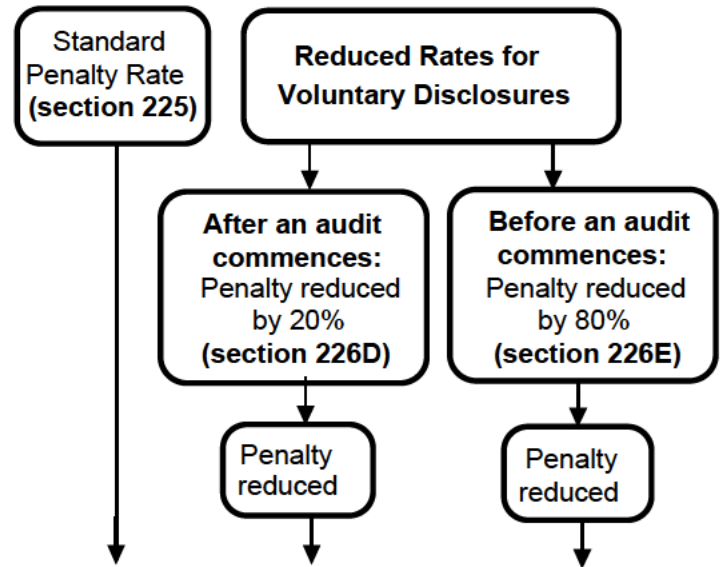 Standard
Penalty Rate
(section 225)
Reduced Rates for
Voluntary Disclosures
After an audit
commences:
Penalty reduced
by 20%
(section 226D)
Before an audit
commences:
Penalty reduced
by 80%
(section 226E)
Penalty
reduced
Penalty
reduced